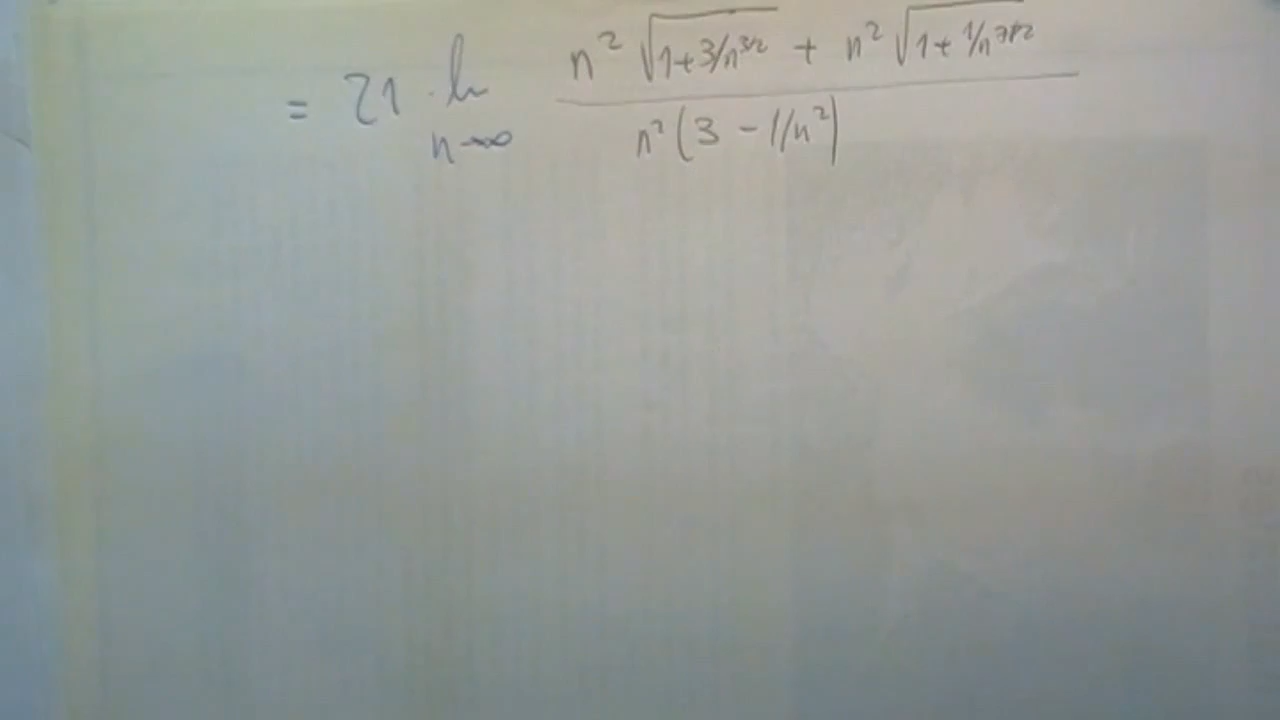 = 21 · lim n→∞ (n² √(1+3/n^{3/2}) + n² √(1+1/n^{7/2})) / (n²(3 - 1/n²))